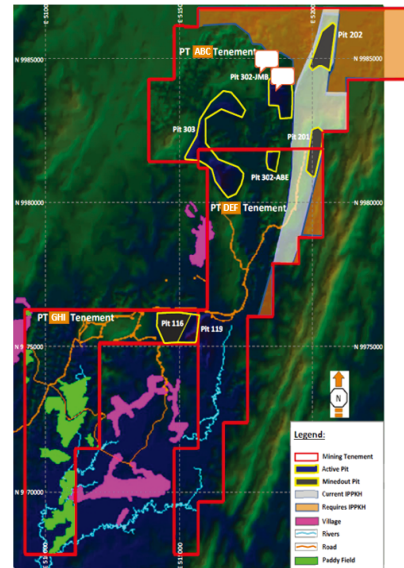 N 9985000
PT ABC Tenement
Pit 202
Pit 302-JMB
Pit 303
Pit 201
Pit 302-ABE
N 9980000
PT DEF Tenement
PT GHI Tenement
Pit 116
Pit 119
N 9975000
N
N 9970000
Legend:
Mining Tenement
Active Pit
Minedout Pit
Current IPPKH
Requires IPPKH
Village
Rivers
Road
Paddy Field